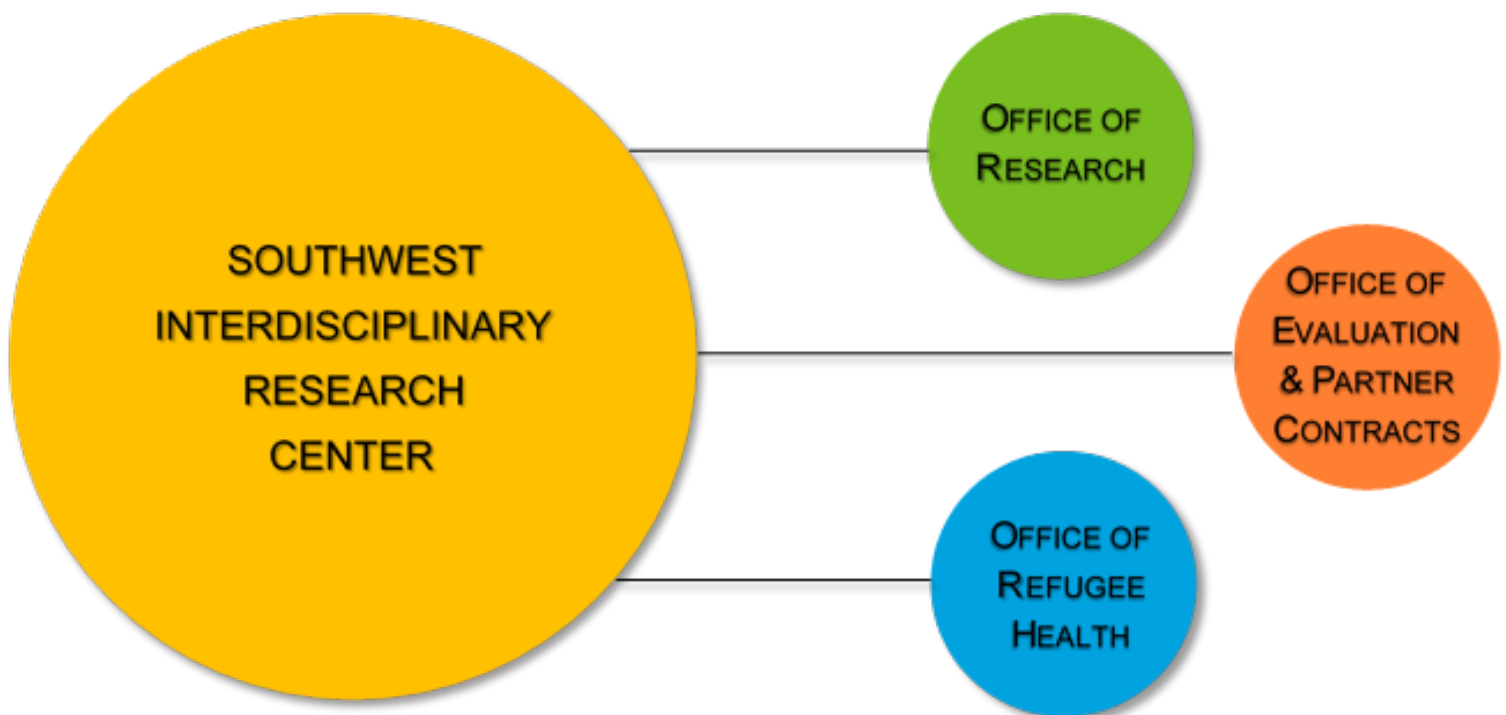 SOUTHWEST
INTERDISCIPLINARY
RESEARCH
CENTER
OFFICE OF
RESEARCH
OFFICE OF
EVALUATION
& PARTNER
CONTRACTS
OFFICE OF
REFUGEE
HEALTH